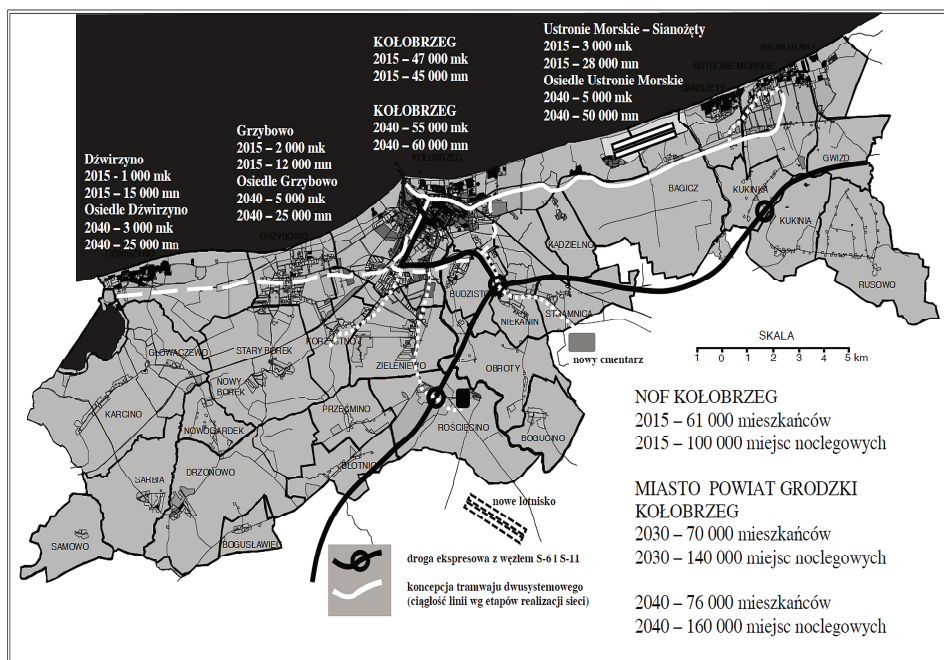 Ustronie Morskie – Sianożęty
2015 – 3 000 mk
2015 – 28 000 mn
Osiedle Ustronie Morskie
2040 – 5 000 mk
2040 – 50 000 mn
KOŁOBRZEG
2015 – 47 000 mk
2015 – 45 000 mn
KOŁOBRZEG
2040 – 55 000 mk
2040 – 60 000 mn
Grzybowo
2015 – 2 000 mk
2015 – 12 000 mn
Osiedle Grzybowo
2040 – 5 000 mk
2040 – 25 000 mn
Dźwirzyno
2015 - 1 000 mk
2015 – 15 000 mn
Osiedle Dźwirzyno
2040 – 3 000 mk
2040 – 25 000 mn
WIENIOTOWO
USTRONIE MORSKIE
SIANOŻĘTY
KOŁOBRZEG
GWIZD
BAGICZ
KUKINKA
KUKINIA
RUSOWO
GRZYBOWO
DŹWIRZYNO
KĄDZIELNO
BUDZISTO
NIEKANIN
STRAMNICA
nowy cmentarz
KORZYSTNO
GŁOWACZEWO
STARY BOREK
ZIELENIEWO
OBROTY
NOWY
BOREK
KARCINO
PRZEĆMINO
NOWOGARDEK
ROŚCIĘCINO
BOGUCINO
BŁOTNICA
DRZONOWO
SARBIA
SAMOWO
BOGUSŁAWIEC
nowe lotnisko
SKALA
1 0 1 2 3 4 5 km
NOF KOŁOBRZEG
2015 – 61 000 mieszkańców
2015 – 100 000 miejsc noclegowych
MIASTO POWIAT GRODZKI
KOŁOBRZEG
2030 – 70 000 mieszkańców
2030 – 140 000 miejsc noclegowych
2040 – 76 000 mieszkańców
2040 – 160 000 miejsc noclegowych
droga ekspresowa z węzłem S-6 i S-11
koncepcja tramwaju dwusystemowego
(ciągłość linii wg etapów realizacji sieci)